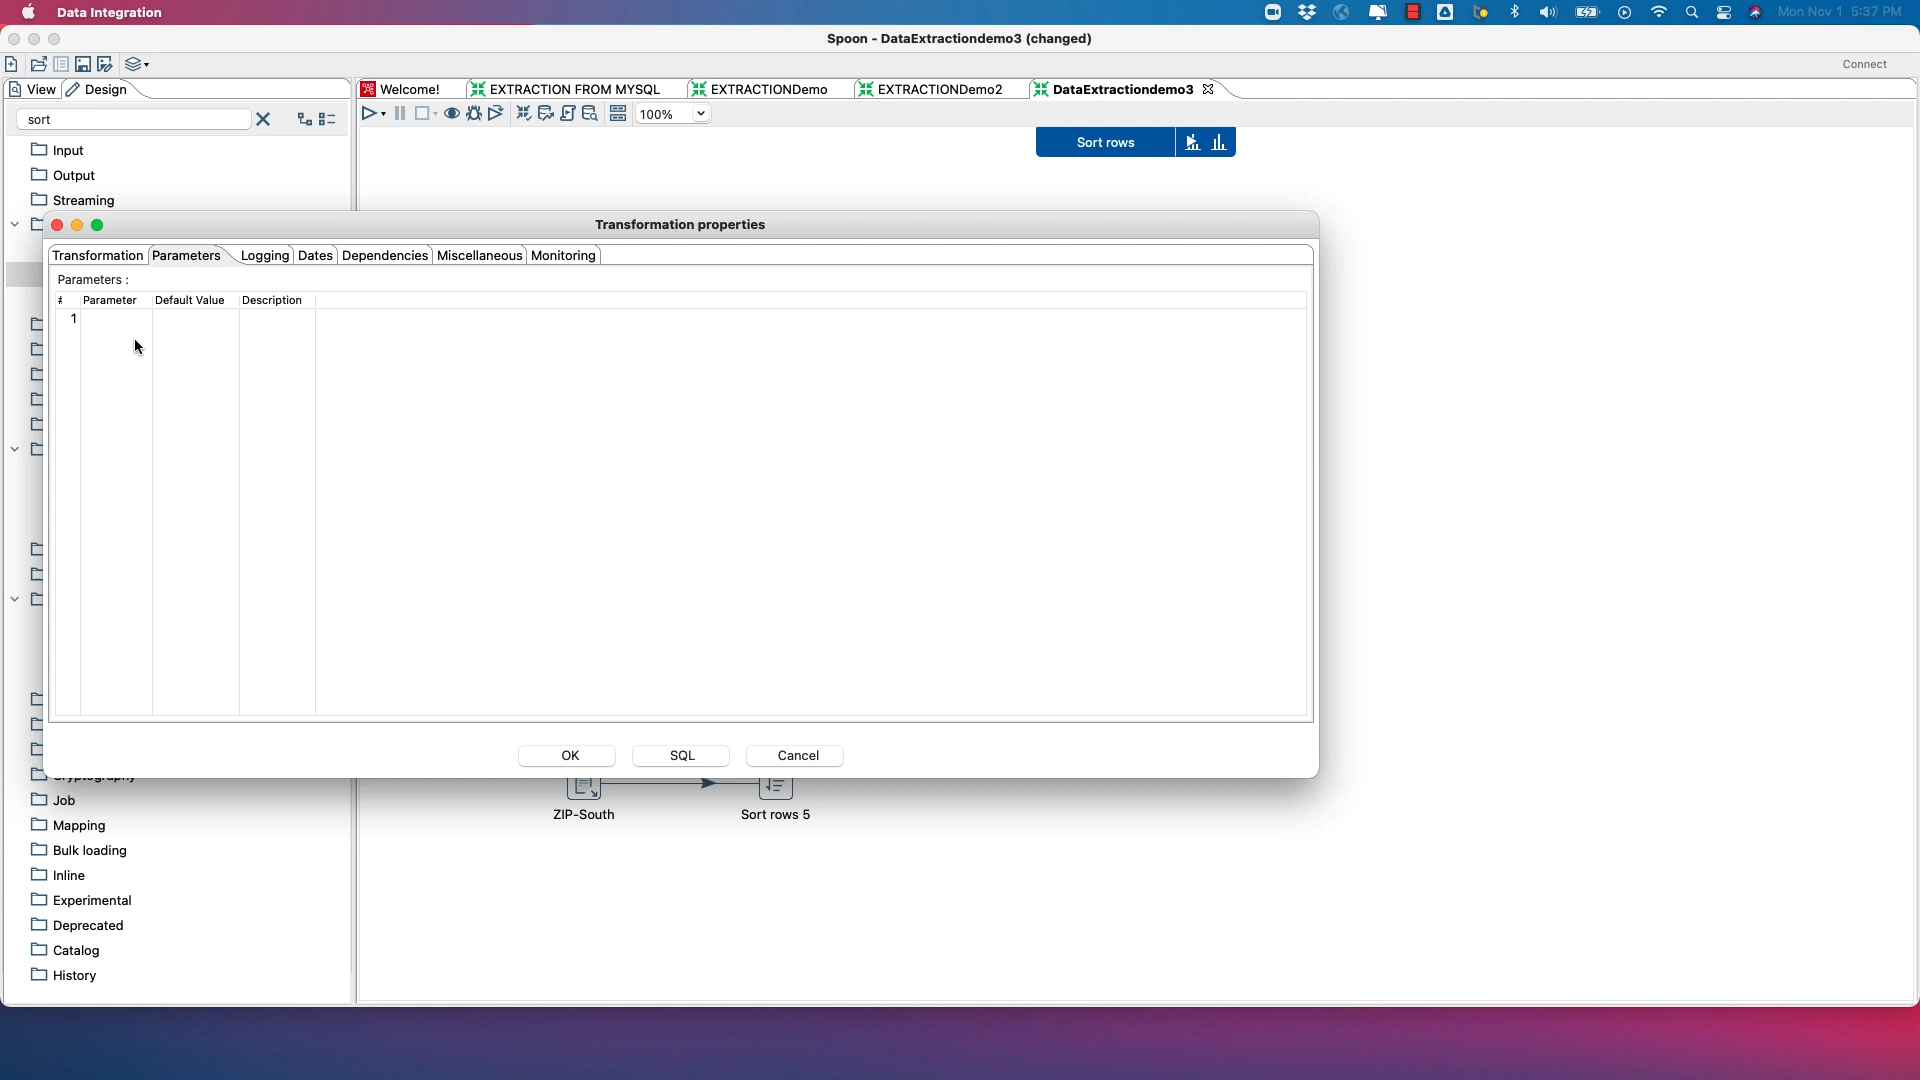 Data Integration
Mon Nov 1 5:37 PM
Spoon - DataExtractiondemo3 (changed)
Connect
View
Design
Welcome!
EXTRACTION FROM MYSQL
EXTRACTIONDemo
EXTRACTIONDemo2
DataExtractiondemo3
sort
100%
Input
Output
Streaming
Sort rows
Transformation properties
Transformation
Parameters
Logging
Dates
Dependencies
Miscellaneous
Monitoring
Parameters :
# Parameter Default Value Description
1
OK
SQL
Cancel
Cryptography
Job
Mapping
Bulk loading
Inline
Experimental
Deprecated
Catalog
History
ZIP-South
Sort rows 5